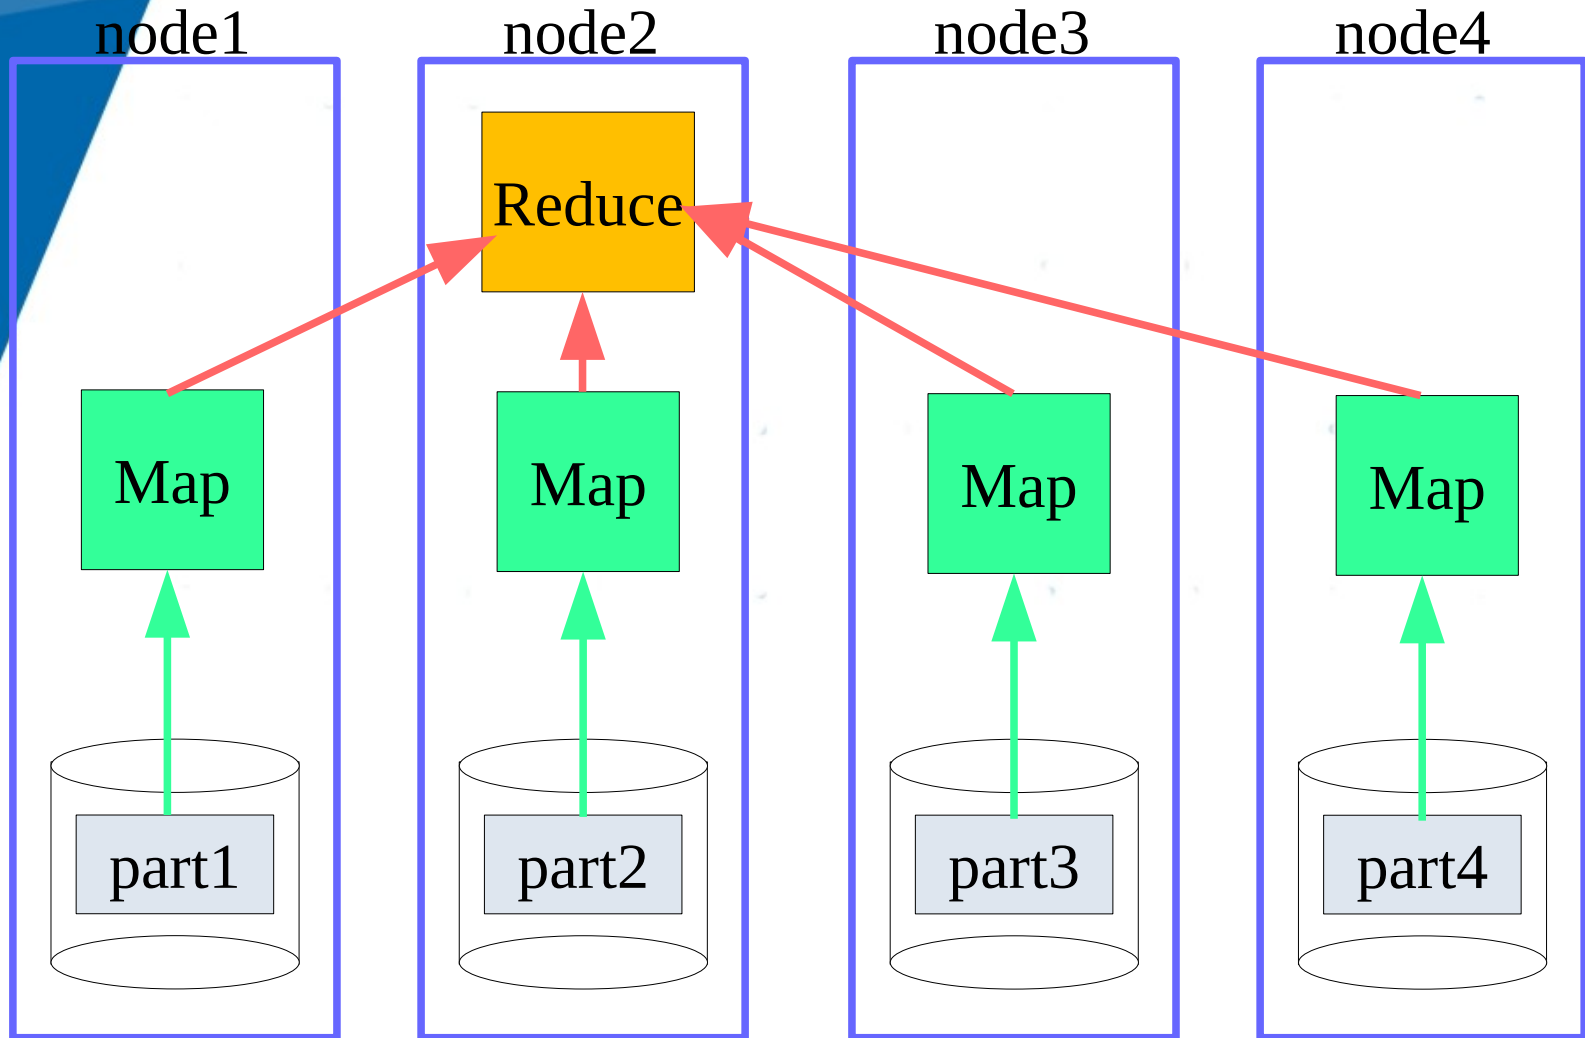 node1
node2
node3
node4
Reduce
Map
Map
Map
Map
part1
part2
part3
part4